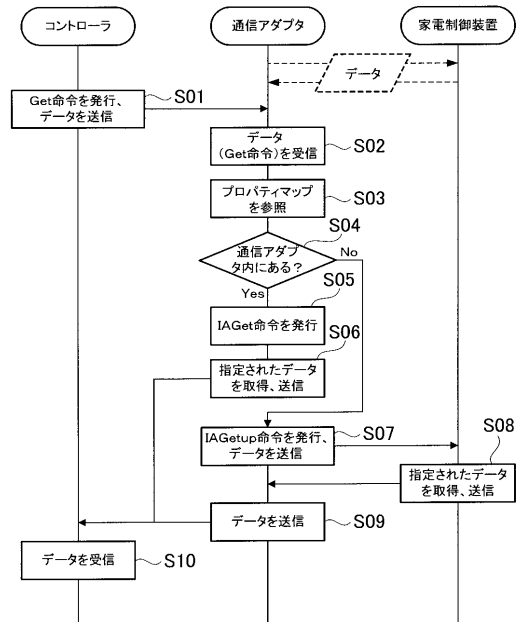 コントローラ
通信アダプタ
家電制御装置
データ
Get命令を発行、
データを送信
S01
データ
(Get命令)を受信
S02
プロパティマップ
を参照
S03
S04
通信アダプ
タ内にある？
No
Yes
S05
IAGet命令を発行
S06
指定されたデータ
を取得、送信
IAGetup命令を発行、
データを送信
S07
S08
指定されたデータ
を取得、送信
データを送信
S09
データを受信
S10